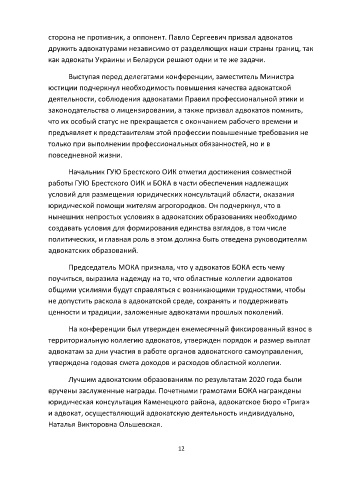 сторона не противник, а оппонент. Павло Сергеевич призвал адвокатов
дружить адвокатурами независимо от разделяющих наши страны границ, так
как адвокаты Украины и Беларуси решают одни и те же задачи.
Выступая перед делегатами конференции, заместитель Министра
юстиции подчеркнул необходимость повышения качества адвокатской
деятельности, соблюдения адвокатами Правил профессиональной этики и
законодательства о лицензировании, а также призвал адвокатов помнить,
что их особый статус не прекращается с окончанием рабочего времени и
предъявляет к представителям этой профессии повышенные требования не
только при выполнении профессиональных обязанностей, но и в
повседневной жизни.
Начальник ГУЮ Брестского ОИК отметил достижения совместной
работы ГУЮ Брестского ОИК и БОКА в части обеспечения надлежащих
условий для размещения юридических консультаций области, оказания
юридической помощи жителям агрогородков. Он подчеркнул, что в
нынешних непростых условиях в адвокатских образованиях необходимо
создавать условия для формирования единства взглядов, в том числе
политических, и главная роль в этом должна быть отведена руководителям
адвокатских образований.
Председатель МОКА признала, что у адвокатов БОКА есть чему
поучиться, выразила надежду на то, что областные коллегии адвокатов
общими усилиями будут справляться с возникающими трудностями, чтобы
не допустить раскола в адвокатской среде, сохранять и поддерживать
ценности и традиции, заложенные адвокатами прошлых поколений.
На конференции был утвержден ежемесячный фиксированный взнос в
территориальную коллегию адвокатов, утвержден порядок и размер выплат
адвокатам за дни участия в работе органов адвокатского самоуправления,
утверждена годовая смета доходов и расходов областной коллегии.
Лучшим адвокатским образованиям по результатам 2020 года были
вручены заслуженные награды. Почетными грамотами БОКА награждены
юридическая консультация Каменецкого района, адвокатское бюро «Трига»
и адвокат, осуществляющий адвокатскую деятельность индивидуально,
Наталья Викторовна Ольшевская.
12